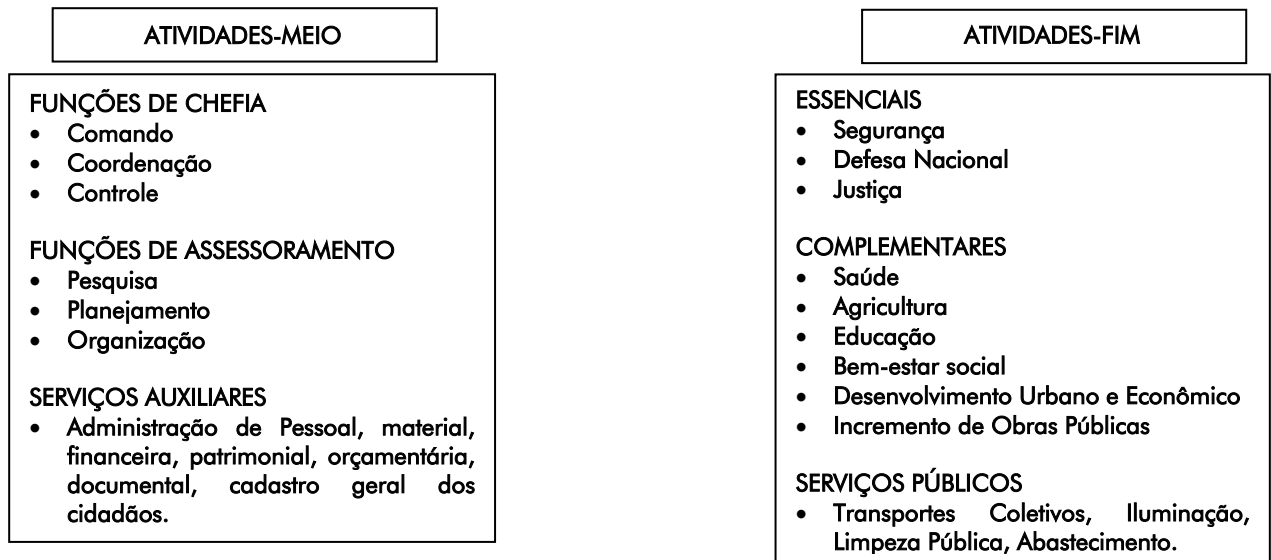 ATIVIDADES-MEIO
FUNÇÕES DE CHEFIA
• Comando
• Coordenação
• Controle
FUNÇÕES DE ASSESSORAMENTO
• Pesquisa
• Planejamento
• Organização
SERVIÇOS AUXILIARES
• Administração de Pessoal, material,
financeira, patrimonial, orçamentária,
documental, cadastro geral dos
cidadãos.
ATIVIDADES-FIM
ESSENCIAIS
• Segurança
• Defesa Nacional
• Justiça
COMPLEMENTARES
• Saúde
• Agricultura
• Educação
• Bem-estar social
• Desenvolvimento Urbano e Econômico
• Incremento de Obras Públicas
SERVIÇOS PÚBLICOS
• Transportes Coletivos, Iluminação,
Limpeza Pública, Abastecimento.